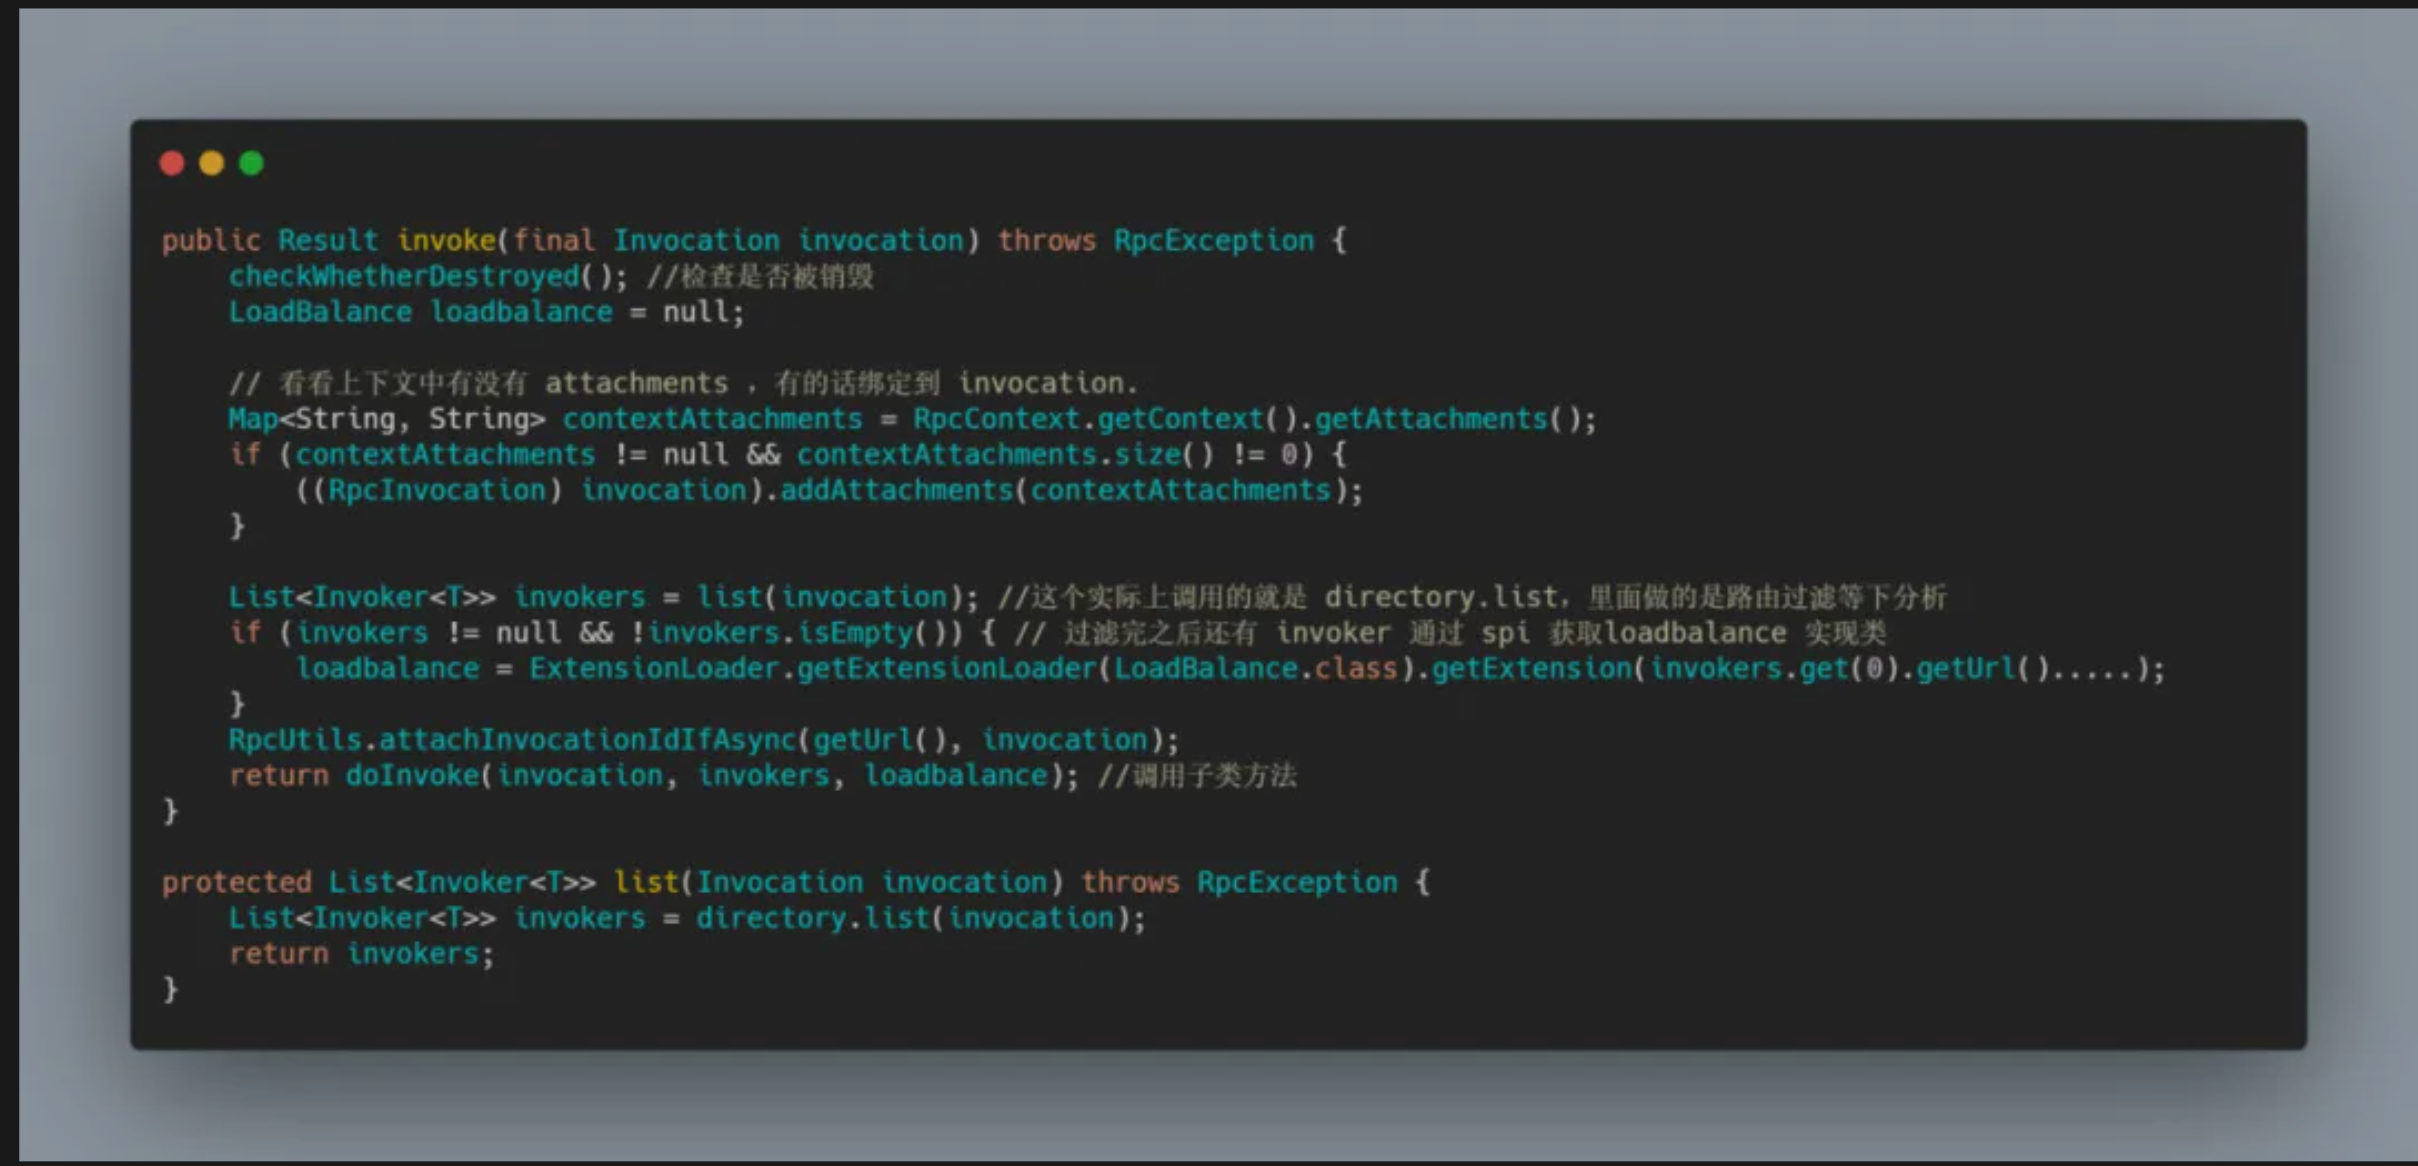 public Result invoke(final Invocation invocation) throws RpcException {
    checkWhetherDestroyed(); //检查是否被销毁
    LoadBalance loadbalance = null;
    // 看看上下文中有没有 attachments ，有的话绑定到 invocation.
    Map<String, String> contextAttachments = RpcContext.getContext().getAttachments();
    if (contextAttachments != null && contextAttachments.size() != 0) {
        ((RpcInvocation) invocation).addAttachments(contextAttachments);
    }
    List<Invoker<T>> invokers = list(invocation); //这个实际上调用的就是 directory.list，里面做的是路由过滤等下分析
    if (invokers != null && !invokers.isEmpty()) { // 过滤完之后还有 invoker 通过 spi 获取loadbalance 实现类
        loadbalance = ExtensionLoader.getExtensionLoader(LoadBalance.class).getExtension(invokers.get(0).getUrl().....);
    }
    RpcUtils.attachInvocationIdIfAsync(getUrl(), invocation);
    return doInvoke(invocation, invokers, loadbalance); //调用子类方法
}
protected List<Invoker<T>> list(Invocation invocation) throws RpcException {
    List<Invoker<T>> invokers = directory.list(invocation);
    return invokers;
}